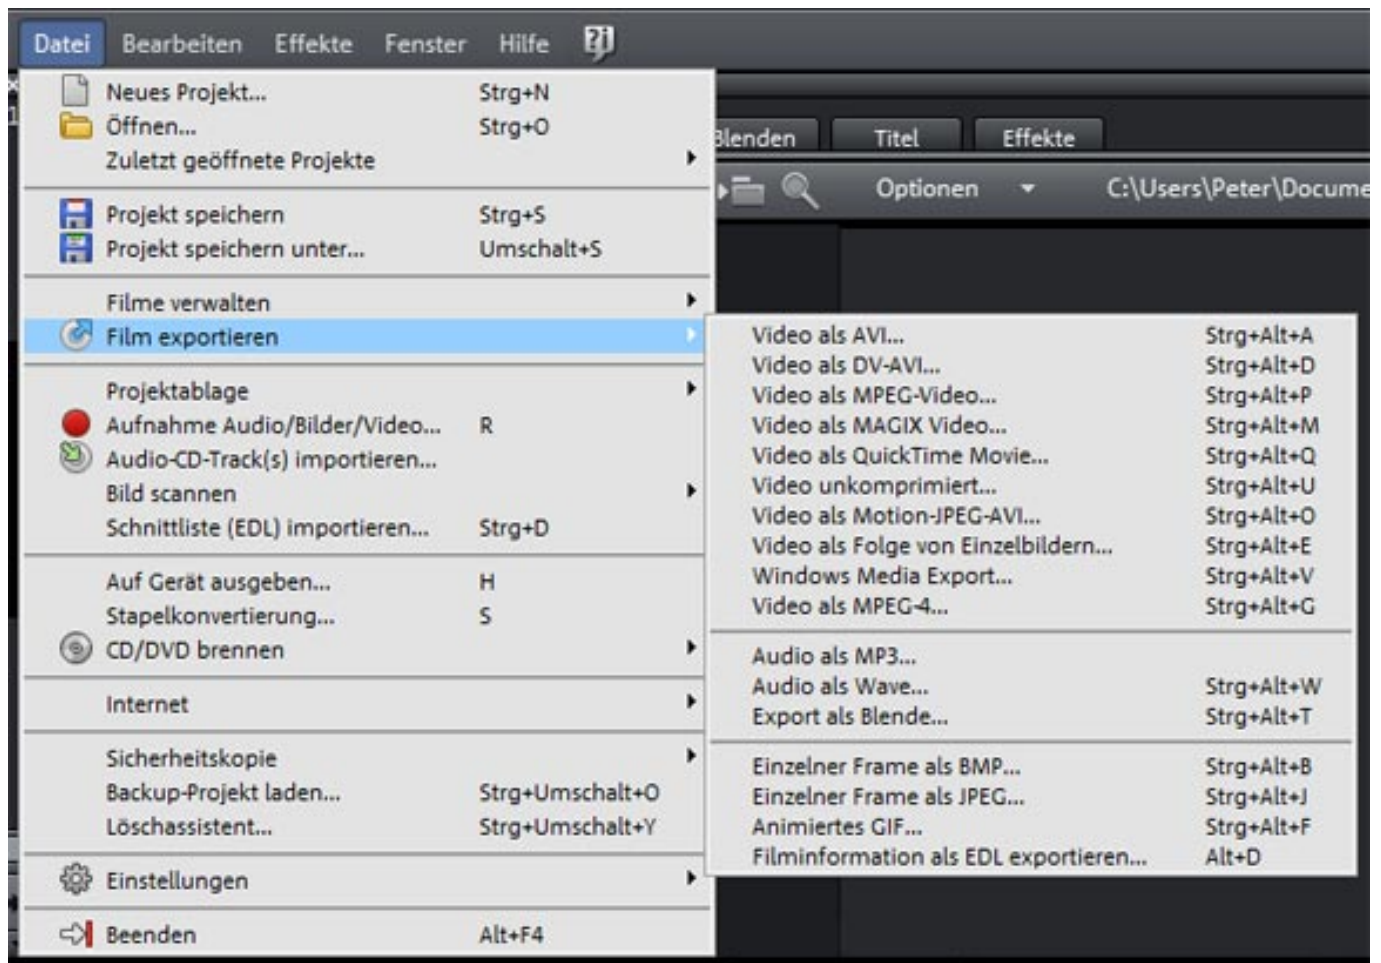 Datei Bearbeiten Effekte Fenster Hilfe
Neues Projekt... Strg+N
Öffnen... Strg+O
Zuletzt geöffnete Projekte
Projekt speichern Strg+S
Projekt speichern unter... Umschalt+S
Filme verwalten
Film exportieren
Projektablage
Aufnahme Audio/Bilder/Video... R
Audio-CD-Track(s) importieren...
Bild scannen
Schnittliste (EDL) importieren... Strg+D
Auf Gerät ausgeben... H
Stapelkonvertierung... S
CD/DVD brennen
Internet
Sicherheitskopie
Backup-Projekt laden... Strg+Umschalt+O
Löschassistent... Strg+Umschalt+Y
Einstellungen
Beenden Alt+F4
Blenden Titel Effekte
Optionen C:\Users\Peter\Docume
Video als AVI... Strg+Alt+A
Video als DV-AVI... Strg+Alt+D
Video als MPEG-Video... Strg+Alt+P
Video als MAGIX Video... Strg+Alt+M
Video als QuickTime Movie... Strg+Alt+Q
Video unkomprimiert... Strg+Alt+U
Video als Motion-JPEG-AVI... Strg+Alt+O
Video als Folge von Einzelbildern... Strg+Alt+E
Windows Media Export... Strg+Alt+V
Video als MPEG-4... Strg+Alt+G
Audio als MP3...
Audio als Wave... Strg+Alt+W
Export als Blende... Strg+Alt+T
Einzelner Frame als BMP... Strg+Alt+B
Einzelner Frame als JPEG... Strg+Alt+J
Animiertes GIF... Strg+Alt+F
Filminformation als EDL exportieren... Alt+D